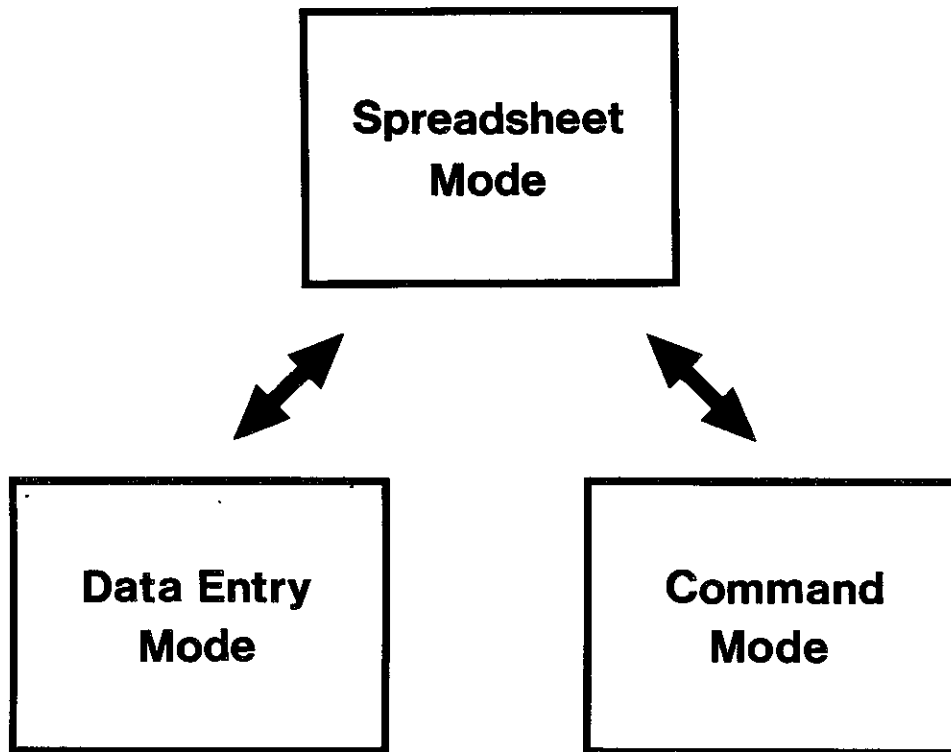 Spreadsheet
Mode
Data Entry
Mode
Command
Mode